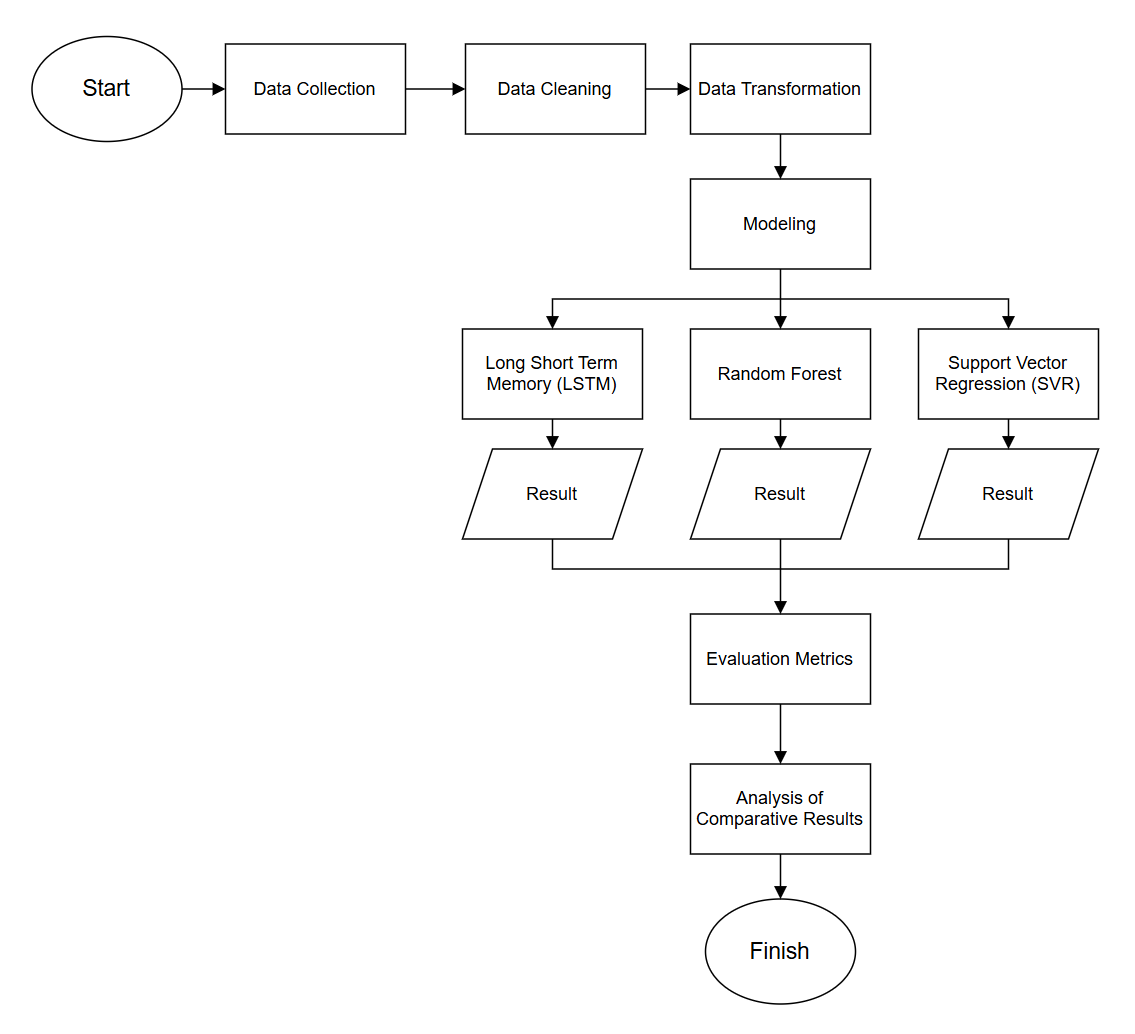 Start
Data Collection
Data Cleaning
Data Transformation
Modeling
Long Short Term
Memory (LSTM)
Random Forest
Support Vector
Regression (SVR)
Result
Result
Result
Evaluation Metrics
Analysis of
Comparative Results
Finish